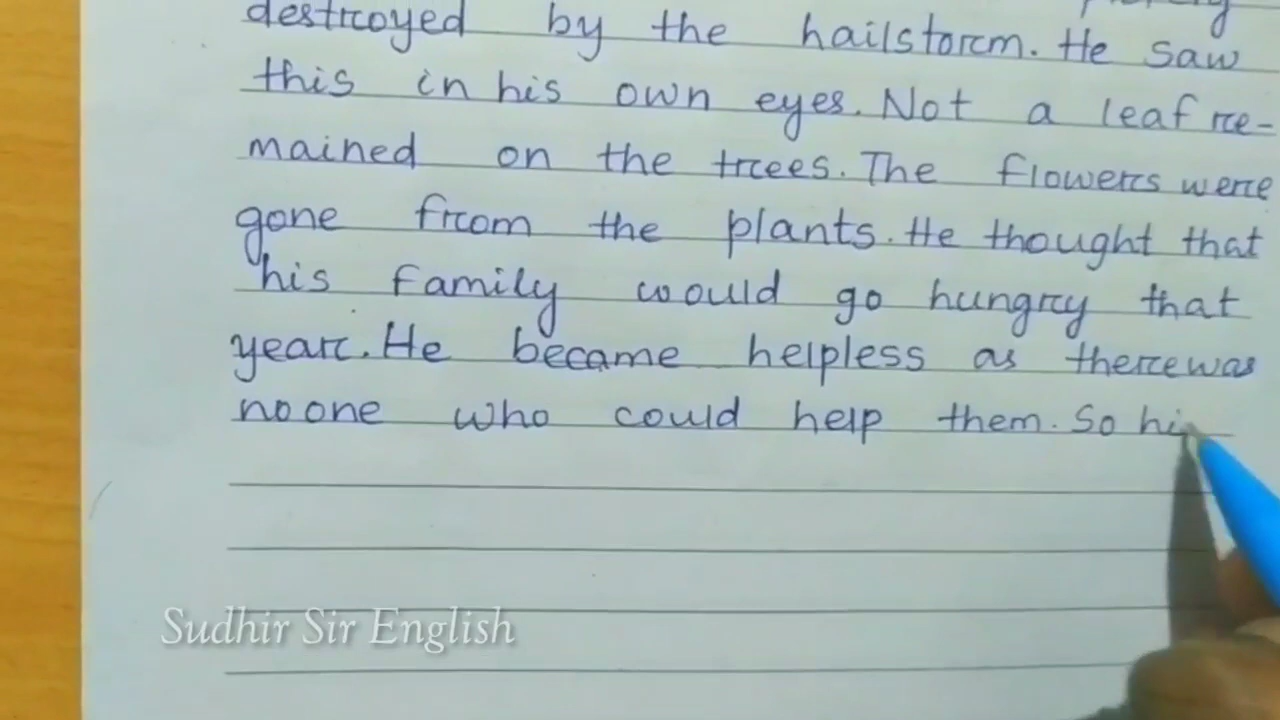 destroyed by the hailstorm. He saw
this in his own eyes. Not a leaf re-
mained on the trees. The flowers were
gone from the plants. He thought that
his family would go hungry that
year. He became helpless as there was
no one who could help them. So hi
Sudhir Sir English